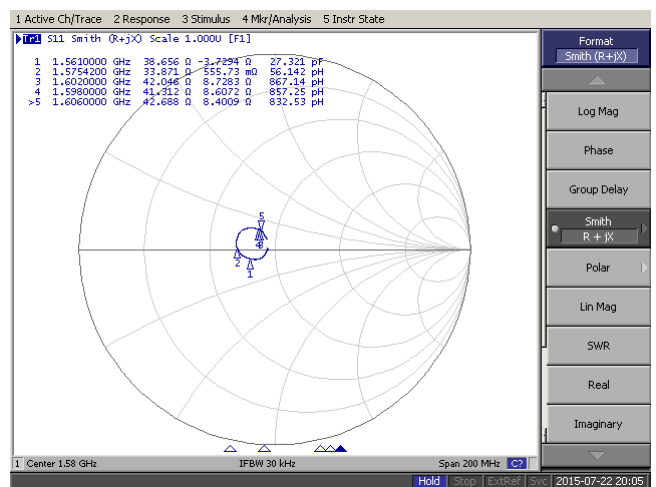 1 Active Ch/Trace 2 Response 3 Stimulus 4 Mkr/Analysis 5 Instr State
Tr1 S11 Smith (R+jX) Scale 1.000U [F1]
1 1.5610000 GHz 38.656 Ω -3.7294 Ω 27.321 pF
2 1.5754200 GHz 33.871 Ω 555.73 mΩ 56.142 pH
3 1.6020000 GHz 42.046 Ω 8.7283 Ω 867.14 pH
4 1.5980000 GHz 41.312 Ω 8.6072 Ω 857.25 pH
>5 1.6060000 GHz 42.688 Ω 8.4009 Ω 832.53 pH
5
2
1
1 Center 1.58 GHz IFBW 30 kHz Span 200 MHz C?
Format
Smith (R+jX)
Log Mag
Phase
Group Delay
Smith
R + jX
Polar
Lin Mag
SWR
Real
Imaginary
Hold Stop ExtRef Svc 2015-07-22 20:05